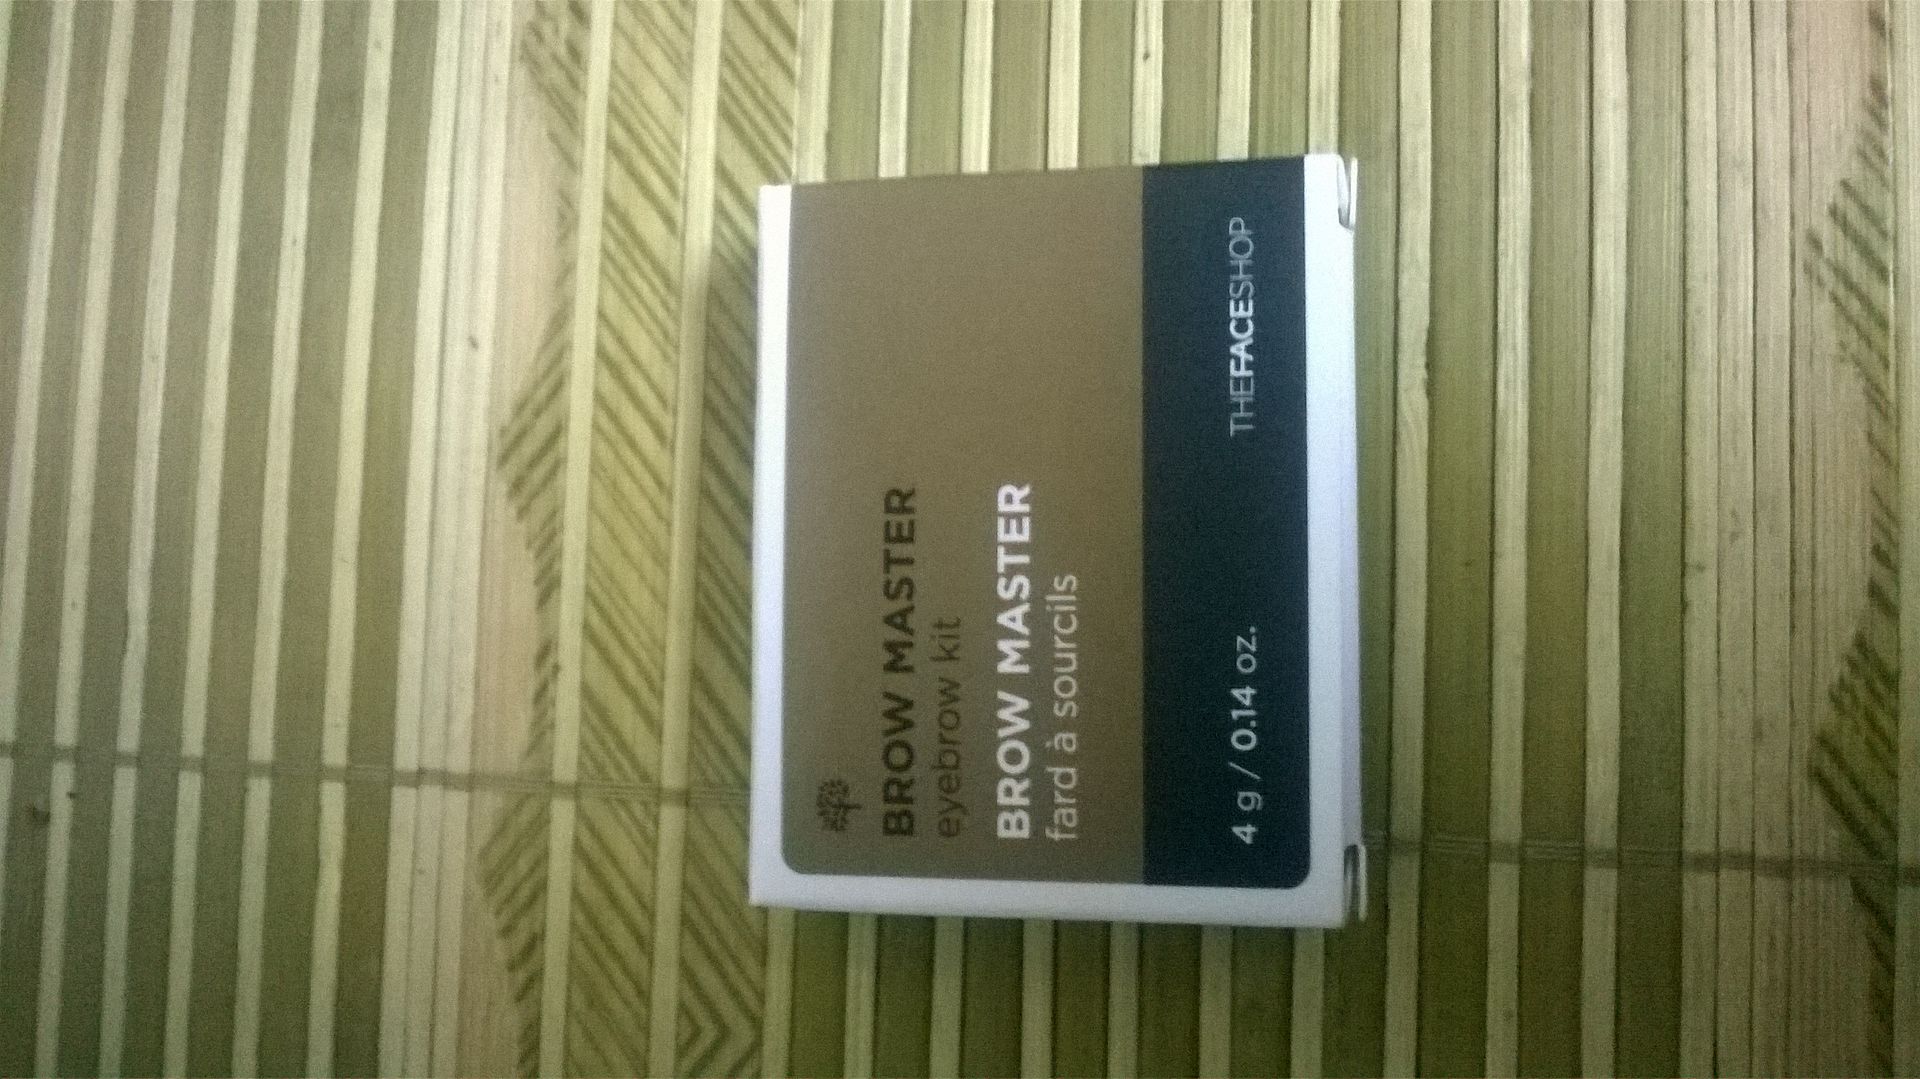 BROW MASTER
eyebrow kit
BROW MASTER
fard à sourcils
4 g / 0.14 oz. THEFACESHOP